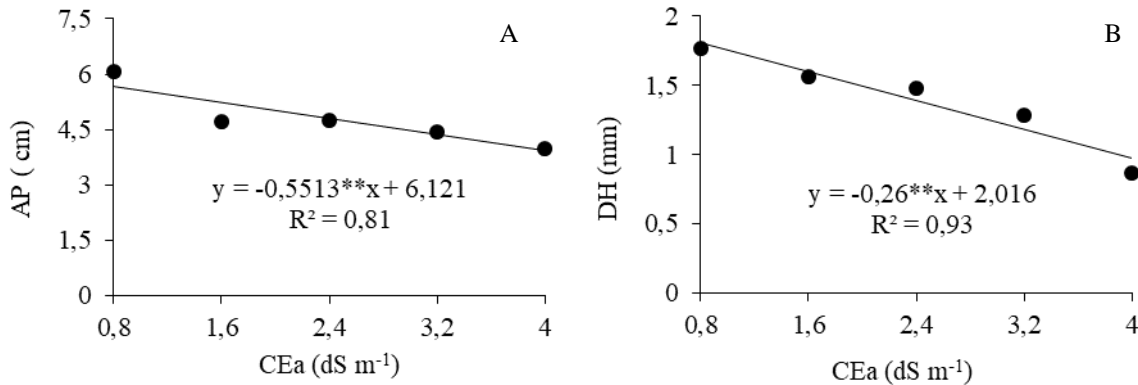 A
AP ( cm)
7,5
6
4,5
3
1,5
0
y = -0,5513**x + 6,121
R² = 0,81
0,8 1,6 2,4 3,2 4
CEa (dS m⁻¹)
B
DH (mm)
2
1,5
1
0,5
0
y = -0,26**x + 2,016
R² = 0,93
0,8 1,6 2,4 3,2 4
CEa (dS m⁻¹)